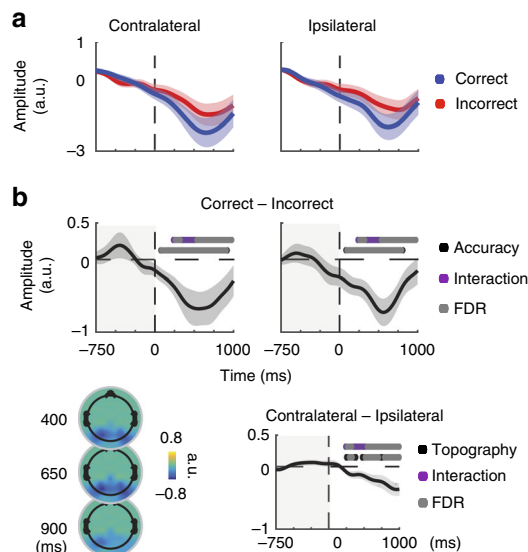 a
Contralateral
Ipsilateral
1
0
−3
Amplitude
(a.u.)
Correct
Incorrect
b
Correct – Incorrect
0.5
0
−1
Amplitude
(a.u.)
Accuracy
Interaction
FDR
−750 0 1000 −750 0 1000
Time (ms)
400
650
900
(ms)
0.8
a.u.
−0.8
Contralateral – Ipsilateral
0.5
0
−1
Topography
Interaction
FDR
−750 0 1000 (ms)